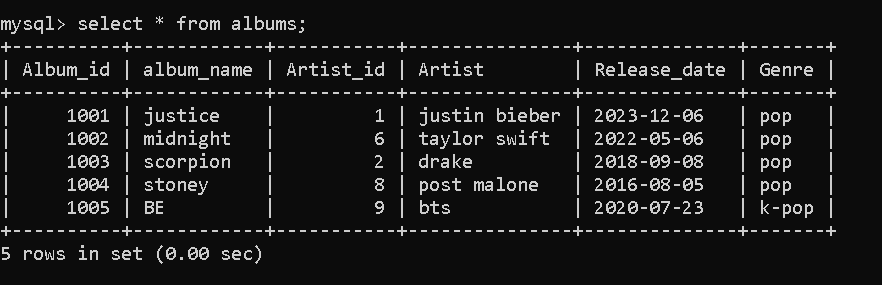 mysql> select * from albums;
+----------+------------+-----------+--------------+--------------+-------+
| Album_id | album_name | Artist_id | Artist        | Release_date | Genre |
+----------+------------+-----------+--------------+--------------+-------+
|     1001 | justice    |         1 | justin bieber | 2023-12-06   | pop   |
|     1002 | midnight   |         6 | taylor swift  | 2022-05-06   | pop   |
|     1003 | scorpion   |         2 | drake         | 2018-09-08   | pop   |
|     1004 | stoney     |         8 | post malone   | 2016-08-05   | pop   |
|     1005 | BE         |         9 | bts           | 2020-07-23   | k-pop |
+----------+------------+-----------+--------------+--------------+-------+
5 rows in set (0.00 sec)